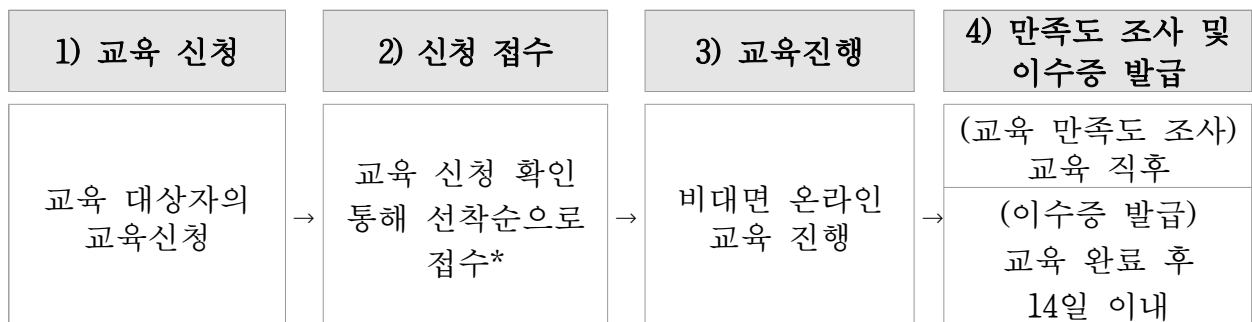 1) 교육 신청
2) 신청 접수
3) 교육진행
4) 만족도 조사 및
이수증 발급
교육 대상자의
교육신청
→
교육 신청 확인
통해 선착순으로
접수*
→
비대면 온라인
교육 진행
→
(교육 만족도 조사)
교육 직후
(이수증 발급)
교육 완료 후
14일 이내